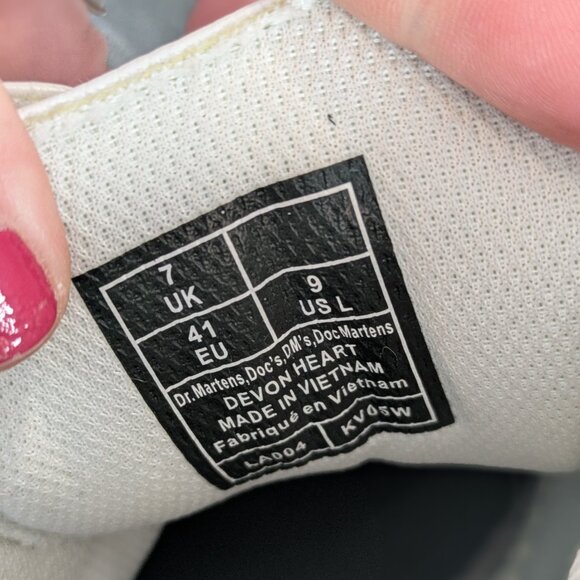 7
UK
9
US L
41
EU
Dr. Martens,Doc's,DM's,DocMartens
DEVON HEART
MADE IN VIETNAM
Fabriqué en Viêtnam
LA004
KV05W